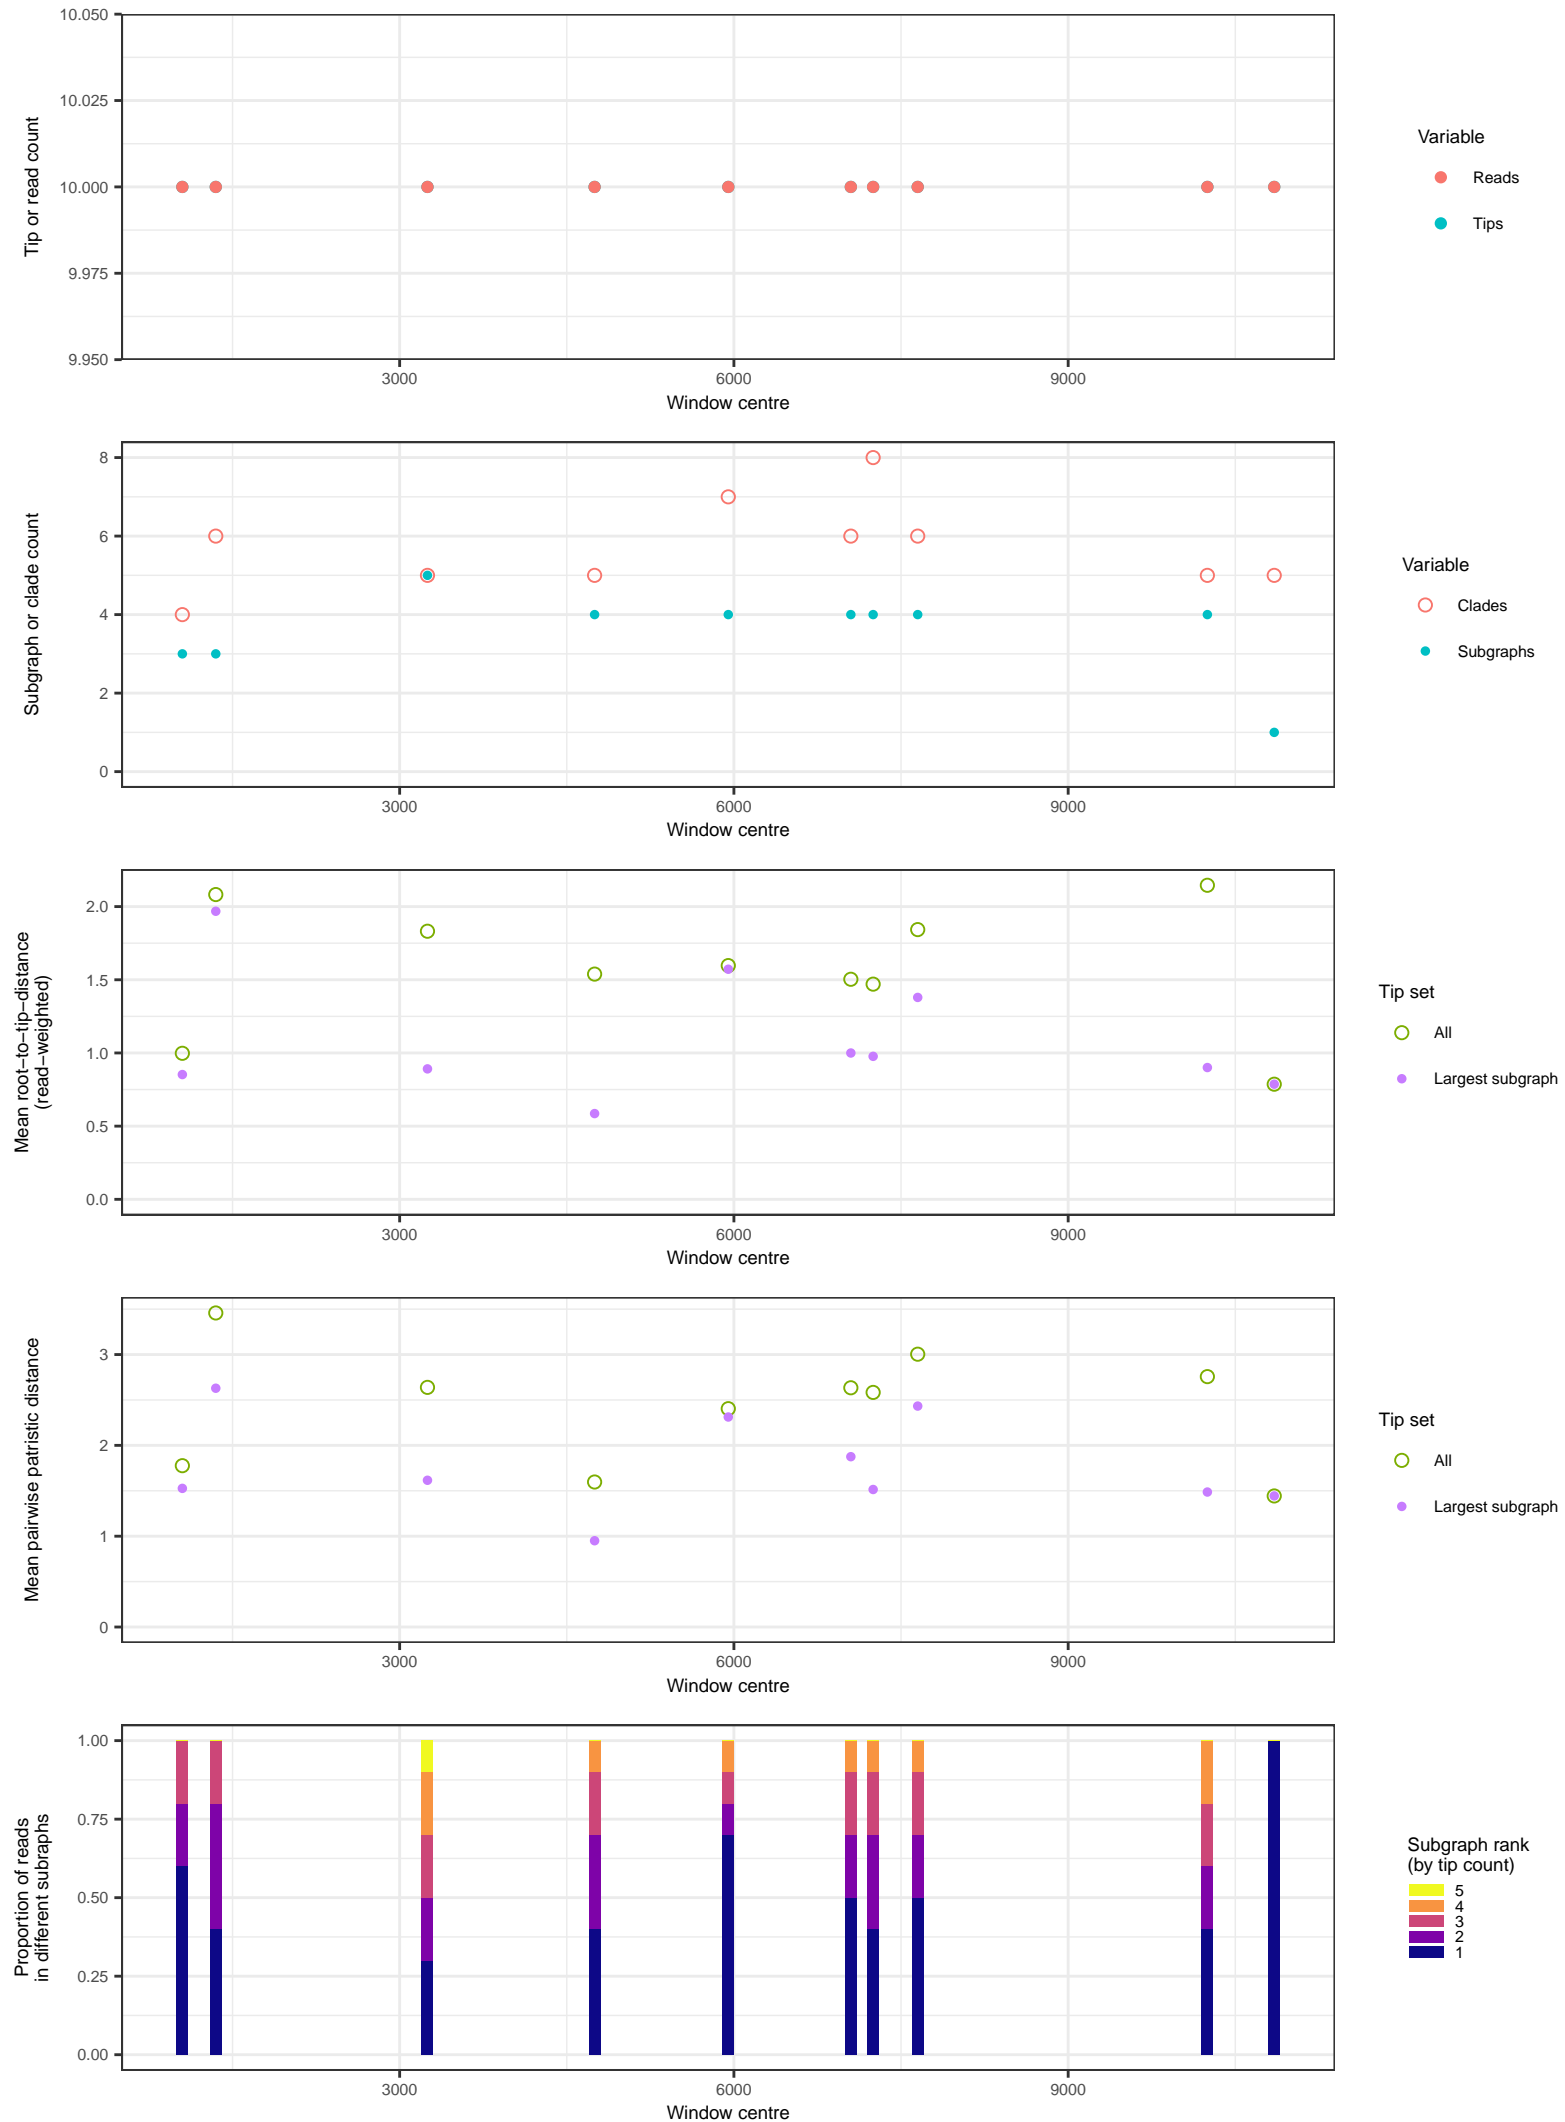 10.050
10.025
10.000
9.975
9.950
Tip or read count
3000 6000 9000
Window centre
Variable
Reads
Tips
8
6
4
2
0
Subgraph or clade count
3000 6000 9000
Window centre
Variable
Clades
Subgraphs
2.0
1.5
1.0
0.5
0.0
Mean root−to−tip−distance
(read−weighted)
3000 6000 9000
Window centre
Tip set
All
Largest subgraph
3
2
1
0
Mean pairwise patristic distance
3000 6000 9000
Window centre
Tip set
All
Largest subgraph
1.00
0.75
0.50
0.25
0.00
Proportion of reads
in different subraphs
3000 6000 9000
Window centre
Subgraph rank
(by tip count)
5
4
3
2
1